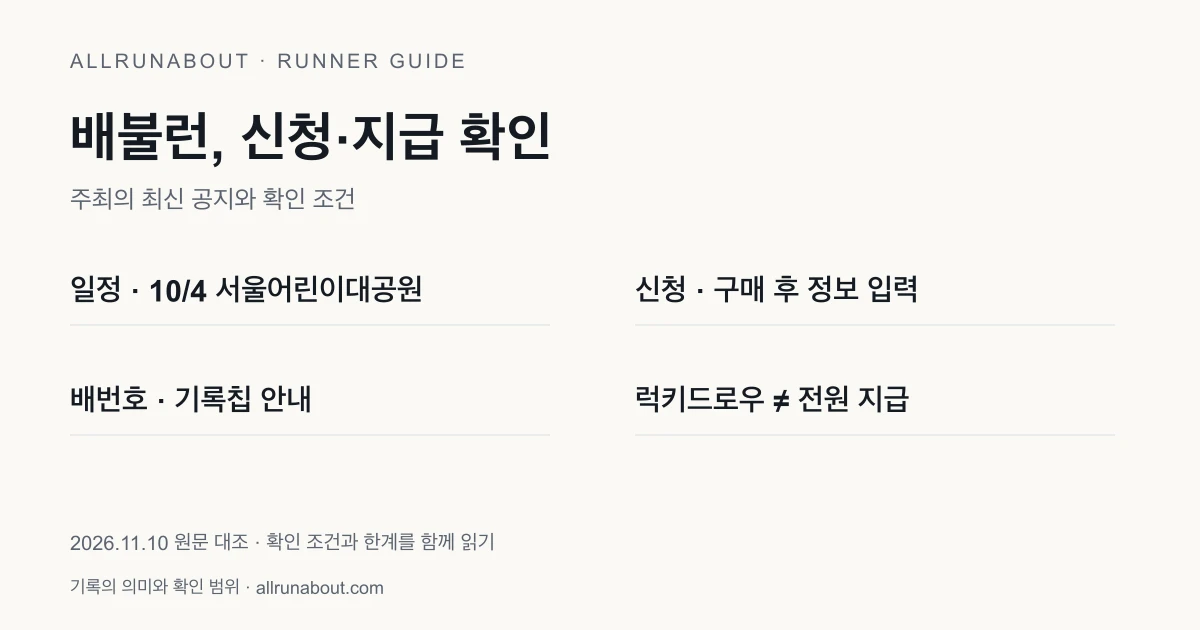 ALLRUNABOUT · RUNNER GUIDE
배불런, 신청·지급 확인
주최의 최신 공지와 확인 조건
일정 · 10/4 서울어린이대공원
신청 · 구매 후 정보 입력
배번호 · 기록칩 안내
럭키드로우 ≠ 전원 지급
2026.11.10 원문 대조 · 확인 조건과 한계를 함께 읽기
기록의 의미와 확인 범위 · allrunabout.com